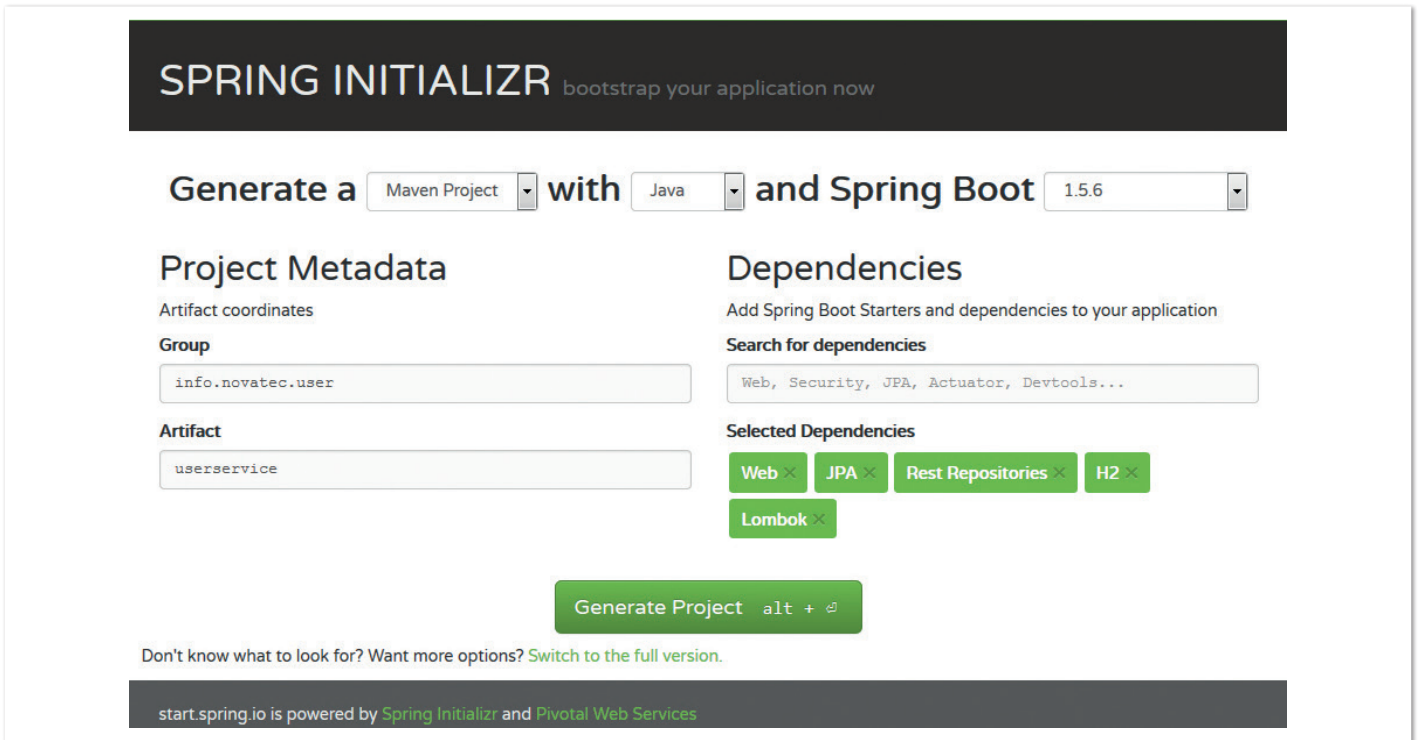 SPRING INITIALIZR bootstrap your application now
Generate a Maven Project with Java and Spring Boot 1.5.6
Project Metadata
Artifact coordinates
Group
info.novatec.user
Artifact
userservice
Dependencies
Add Spring Boot Starters and dependencies to your application
Search for dependencies
Web, Security, JPA, Actuator, Devtools...
Selected Dependencies
Web × JPA × Rest Repositories × H2 ×
Lombok ×
Generate Project alt + ⏎
Don't know what to look for? Want more options? Switch to the full version.
start.spring.io is powered by Spring Initializr and Pivotal Web Services